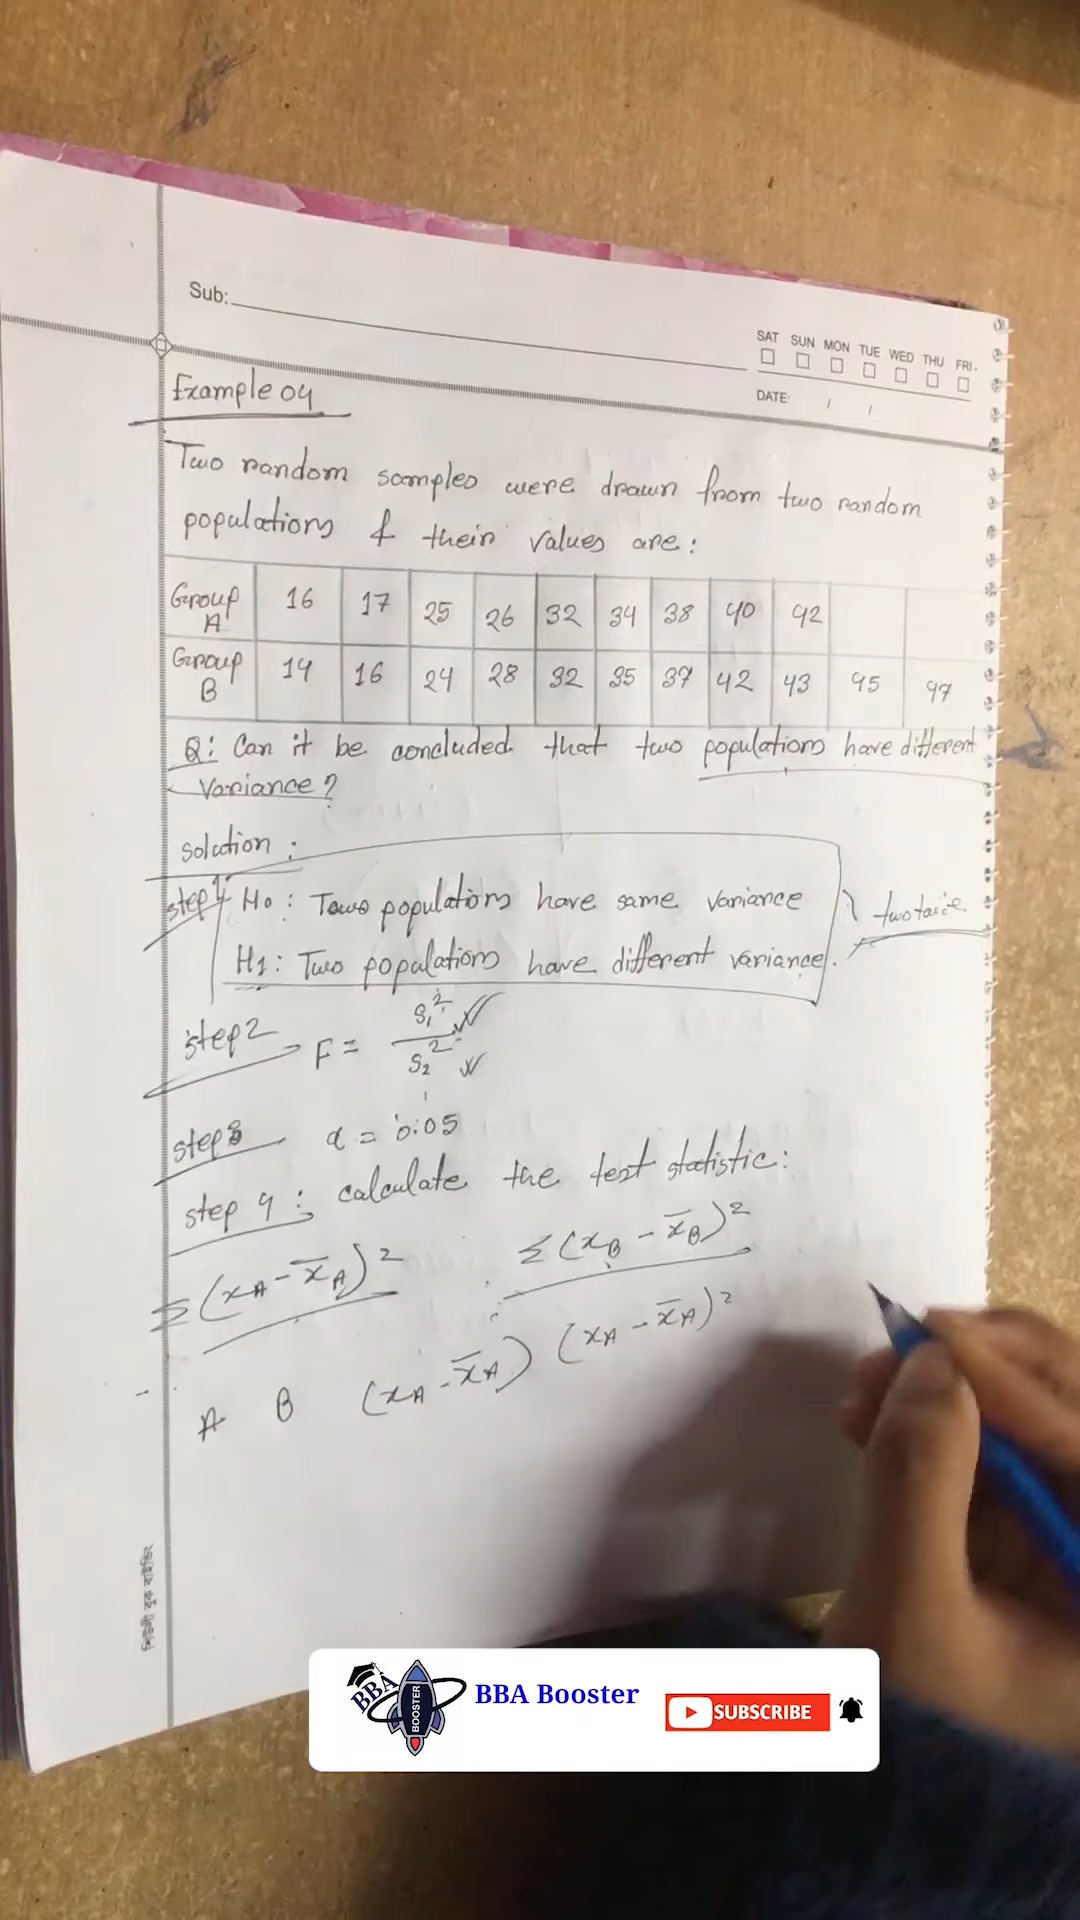 Sub:
SAT SUN MON TUE WED THU FRI.
DATE: / /
Example 04
Two random samples were drawn from two random
populations & their values are:
Group A 16 17 25 26 32 34 38 40 42
Group B 14 16 24 28 32 35 37 42 43 45 47
Q: Can it be concluded that two populations have different
variance?
solution:
step 1: H0: Two populations have same variance
two tail
H1: Two populations have different variance.
step 2 F = S₁² / S₂²
step 3 α = 0.05
step 4: calculate the test statistic:
Σ(xA - x̄A)² Σ(xB - x̄B)²
A B (xA - x̄A) (xA - x̄A)²
BBA BOOSTER
BBA Booster
SUBSCRIBE